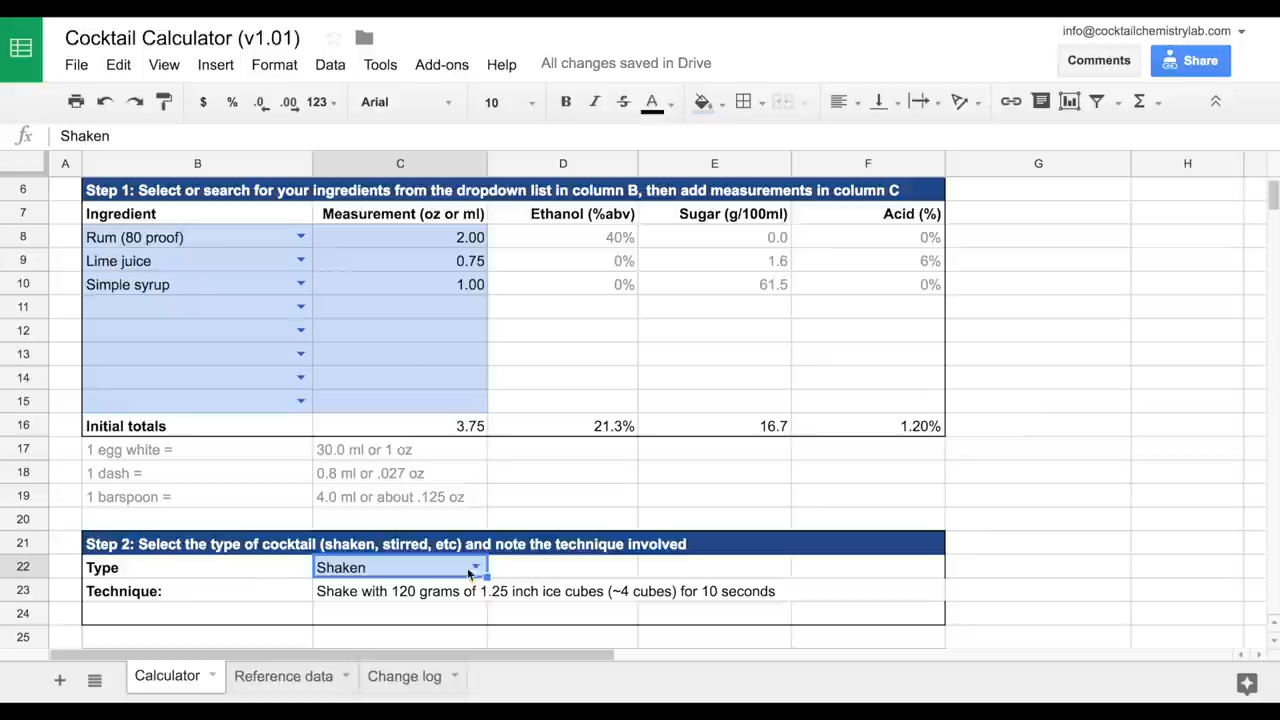 Cocktail Calculator (v1.01)
info@cocktailchemistrylab.com
File Edit View Insert Format Data Tools Add-ons Help All changes saved in Drive
Comments Share
$ % .0 .00 123 Arial 10 B I S A Σ
fx Shaken
A B C D E F G H
6 Step 1: Select or search for your ingredients from the dropdown list in column B, then add measurements in column C
7 Ingredient Measurement (oz or ml) Ethanol (%abv) Sugar (g/100ml) Acid (%)
8 Rum (80 proof) 2.00 40% 0.0 0%
9 Lime juice 0.75 0% 1.6 6%
10 Simple syrup 1.00 0% 61.5 0%
11
12
13
14
15
16 Initial totals 3.75 21.3% 16.7 1.20%
17 1 egg white = 30.0 ml or 1 oz
18 1 dash = 0.8 ml or .027 oz
19 1 barspoon = 4.0 ml or about .125 oz
20
21 Step 2: Select the type of cocktail (shaken, stirred, etc) and note the technique involved
22 Type Shaken
23 Technique: Shake with 120 grams of 1.25 inch ice cubes (~4 cubes) for 10 seconds
24
25
Calculator Reference data Change log